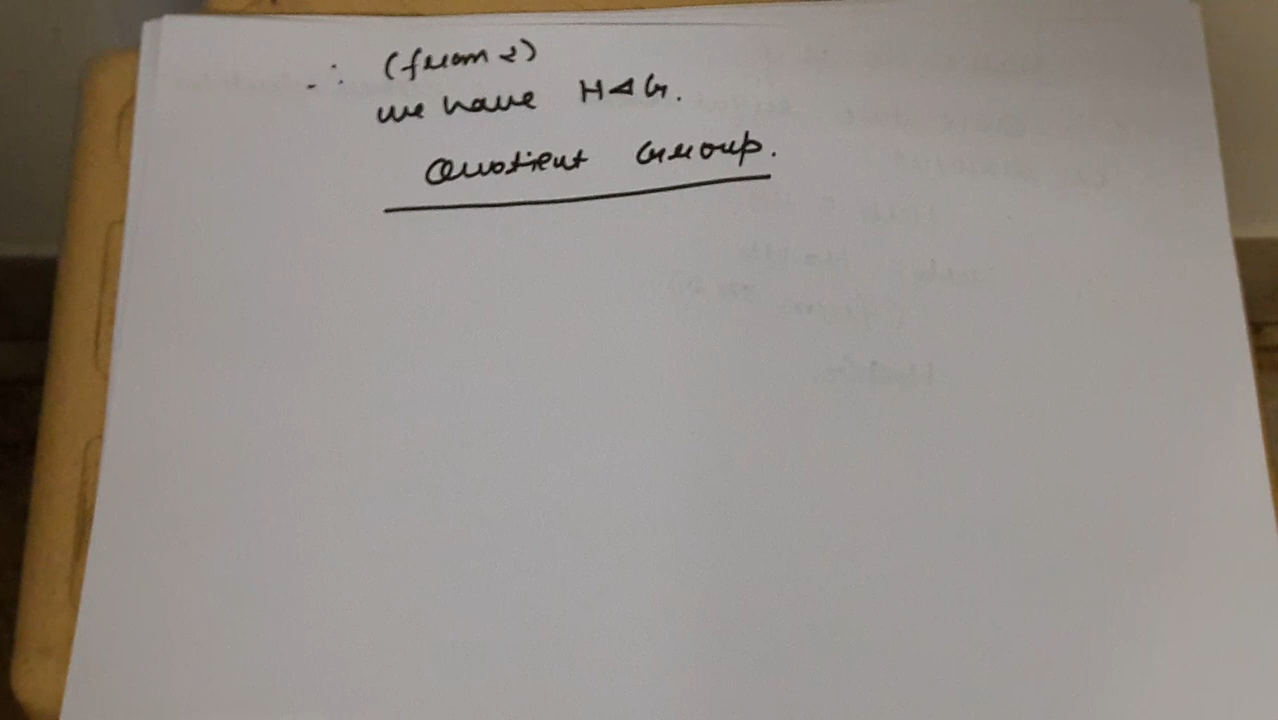 ∴ (from 2)
we have H ⊲ G.
Quotient Group.